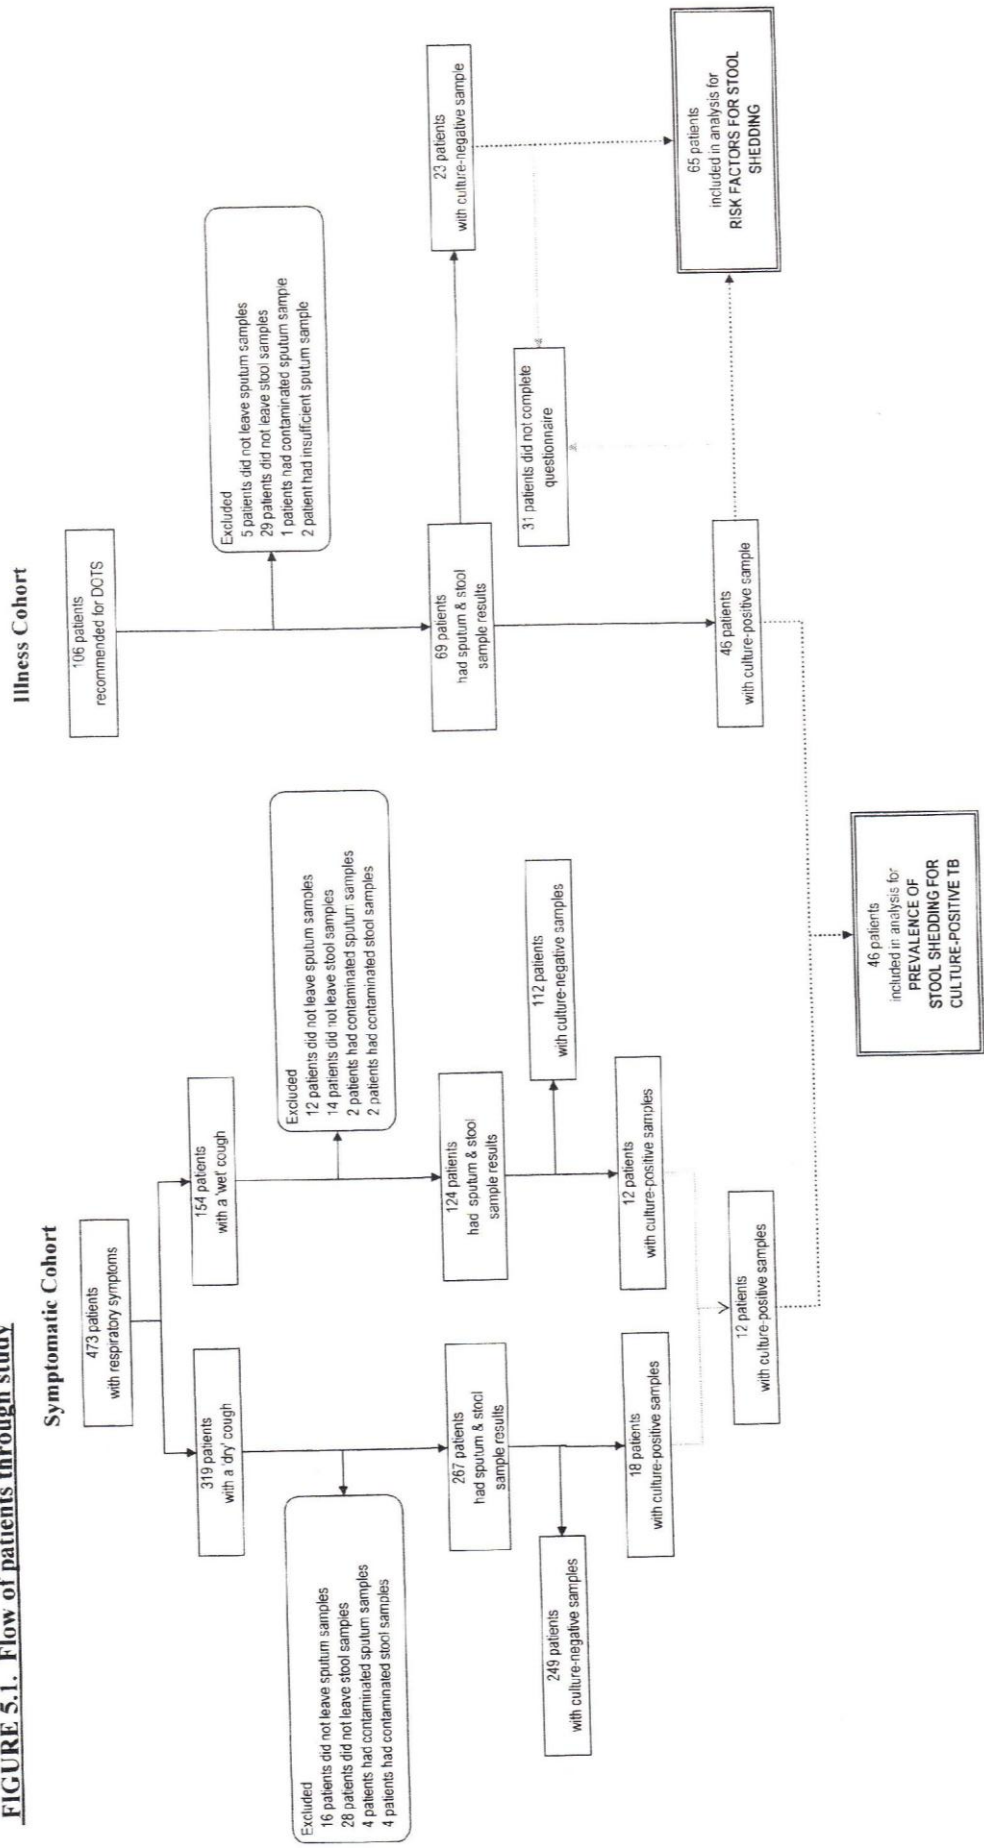 FIGURE 5.1. Flow of patients through study
Symptomatic Cohort
473 patients
with respiratory symptoms
319 patients
with a 'dry' cough
154 patients
with a 'wet' cough
Excluded
16 patients did not leave sputum samples
28 patients did not leave stool samples
4 patients had contaminated sputum samples
4 patients had contaminated stool samples
Excluded
12 patients did not leave sputum samples
14 patients did not leave stool samples
2 patients had contaminated sputum samples
2 patients had contaminated stool samples
267 patients
had sputum & stool
sample results
124 patients
had sputum & stool
sample results
249 patients
with culture-negative samples
112 patients
with culture-negative samples
18 patients
with culture-positive samples
12 patients
with culture-positive samples
12 patients
with culture-positive samples
Illness Cohort
106 patients
recommended for DOTS
Excluded
5 patients did not leave sputum samples
29 patients did not leave stool samples
1 patients had contaminated sputum sample
2 patient had insufficient sputum sample
69 patients
had sputum & stool
sample results
23 patients
with culture-negative sample
31 patients did not complete
questionnaire
46 patients
with culture-positive sample
65 patients
included in analysis for
RISK FACTORS FOR STOOL
SHEDDING
46 patients
included in analysis for
PREVALENCE OF
STOOL SHEDDING FOR
CULTURE-POSITIVE TB